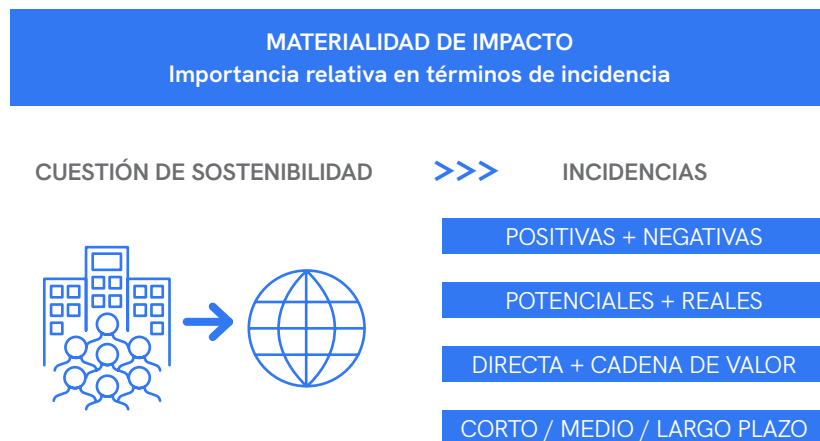 MATERIALIDAD DE IMPACTO
Importancia relativa en términos de incidencia
CUESTIÓN DE SOSTENIBILIDAD >>> INCIDENCIAS
POSITIVAS + NEGATIVAS
POTENCIALES + REALES
DIRECTA + CADENA DE VALOR
CORTO / MEDIO / LARGO PLAZO